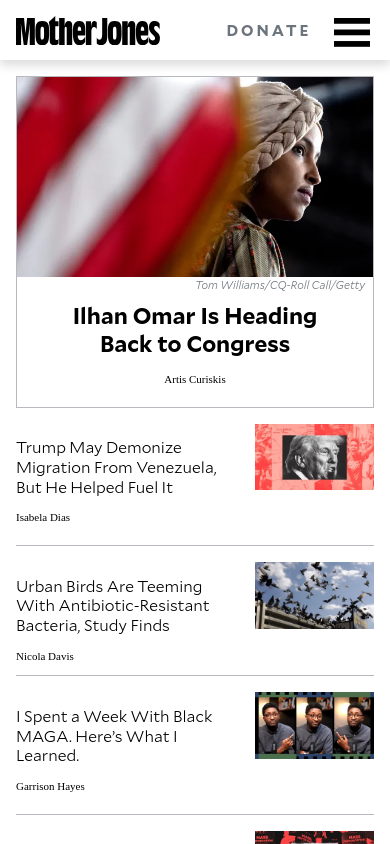 Mother Jones
DONATE
Tom Williams/CQ-Roll Call/Getty
Ilhan Omar Is Heading
Back to Congress
Artis Curiskis
Trump May Demonize
Migration From Venezuela,
But He Helped Fuel It
Isabela Dias
Urban Birds Are Teeming
With Antibiotic-Resistant
Bacteria, Study Finds
Nicola Davis
I Spent a Week With Black
MAGA. Here’s What I
Learned.
Garrison Hayes